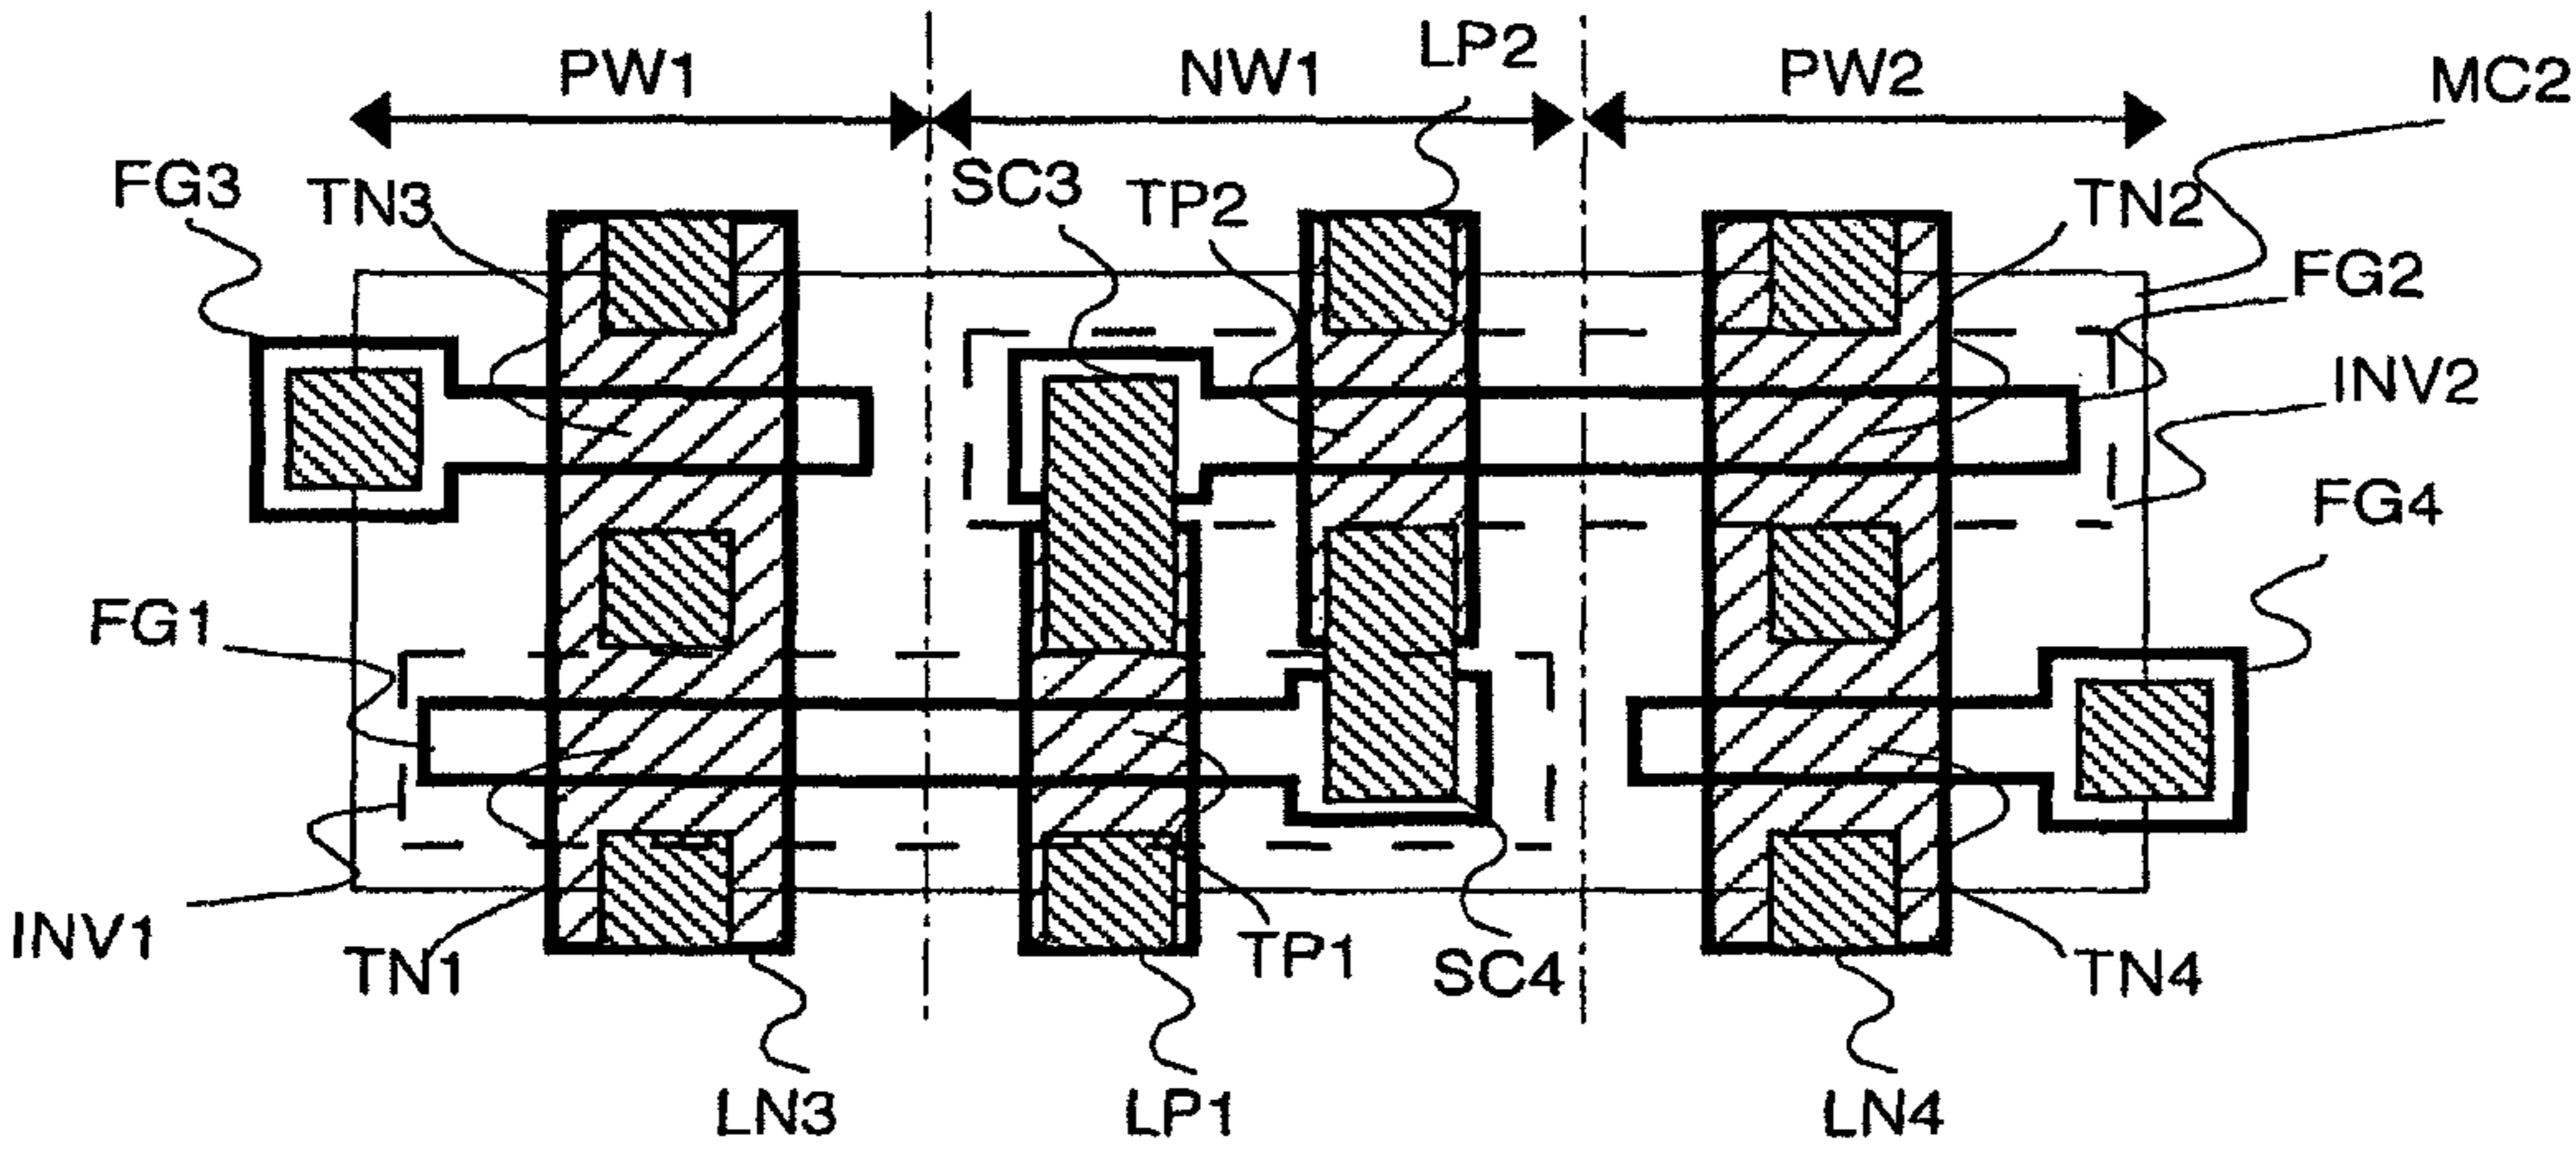 PW1 NW1 LP2 PW2 MC2
FG3 TN3 SC3 TP2 TN2
FG2
INV2
FG4
FG1
INV1 TN1 TP1 SC4 TN4
LN3 LP1 LN4